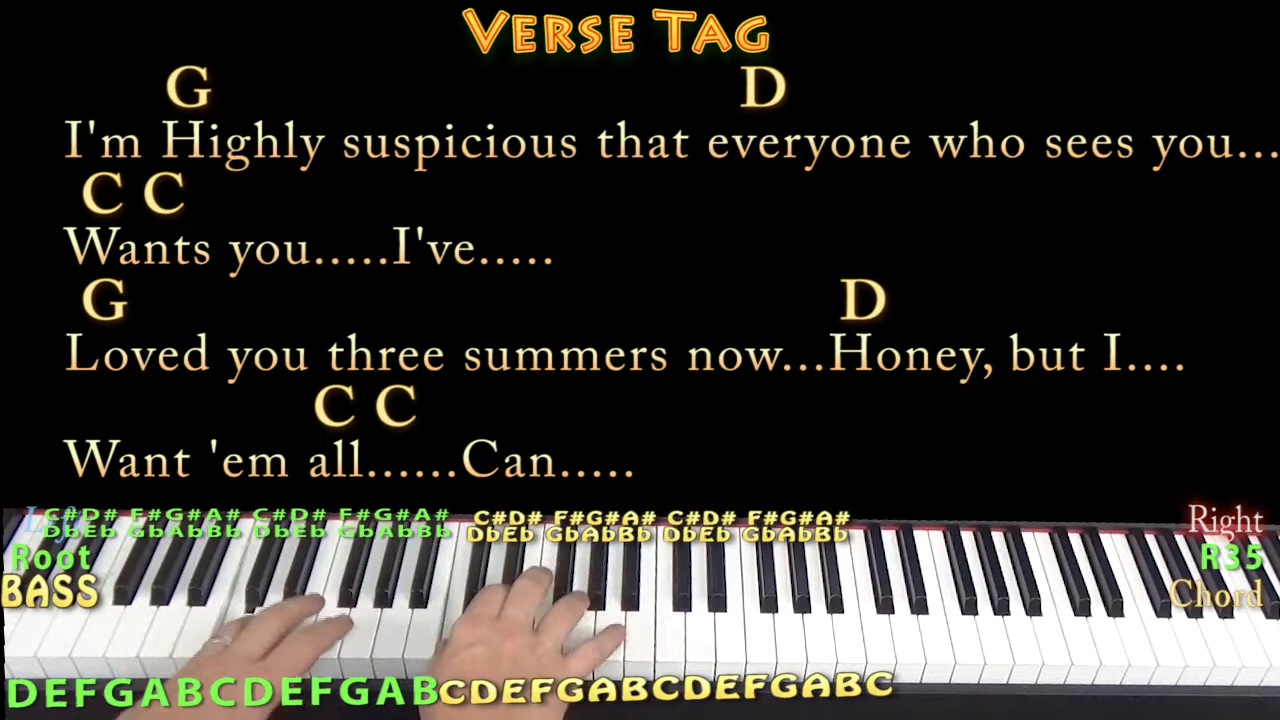 VERSE TAG
G D
I'm Highly suspicious that everyone who sees you...
C C
Wants you.....I've.....
G D
Loved you three summers now...Honey, but I....
C C
Want 'em all......Can.....
C#D# F#G#A# C#D# F#G#A# C#D# F#G#A# C#D# F#G#A#
DbEb GbAbBb DbEb GbAbBb DbEb GbAbBb DbEb GbAbBb
Left Right
Root R35
BASS Chord
DEFGABCDEFGABCDEFGABCDEFGABC